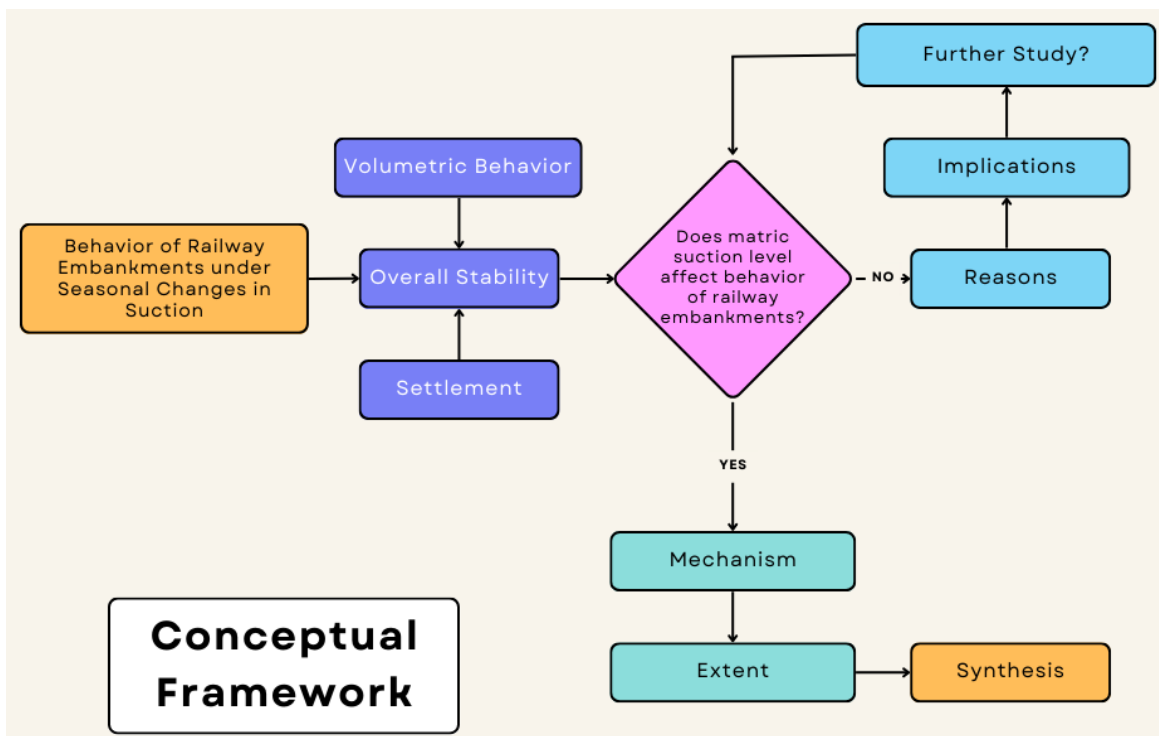 Further Study?
Volumetric Behavior
Implications
Behavior of Railway
Embankments under
Seasonal Changes in
Suction
Overall Stability
Does matric
suction level
affect behavior
of railway
embankments?
NO
Reasons
Settlement
YES
Mechanism
Conceptual
Framework
Extent
Synthesis